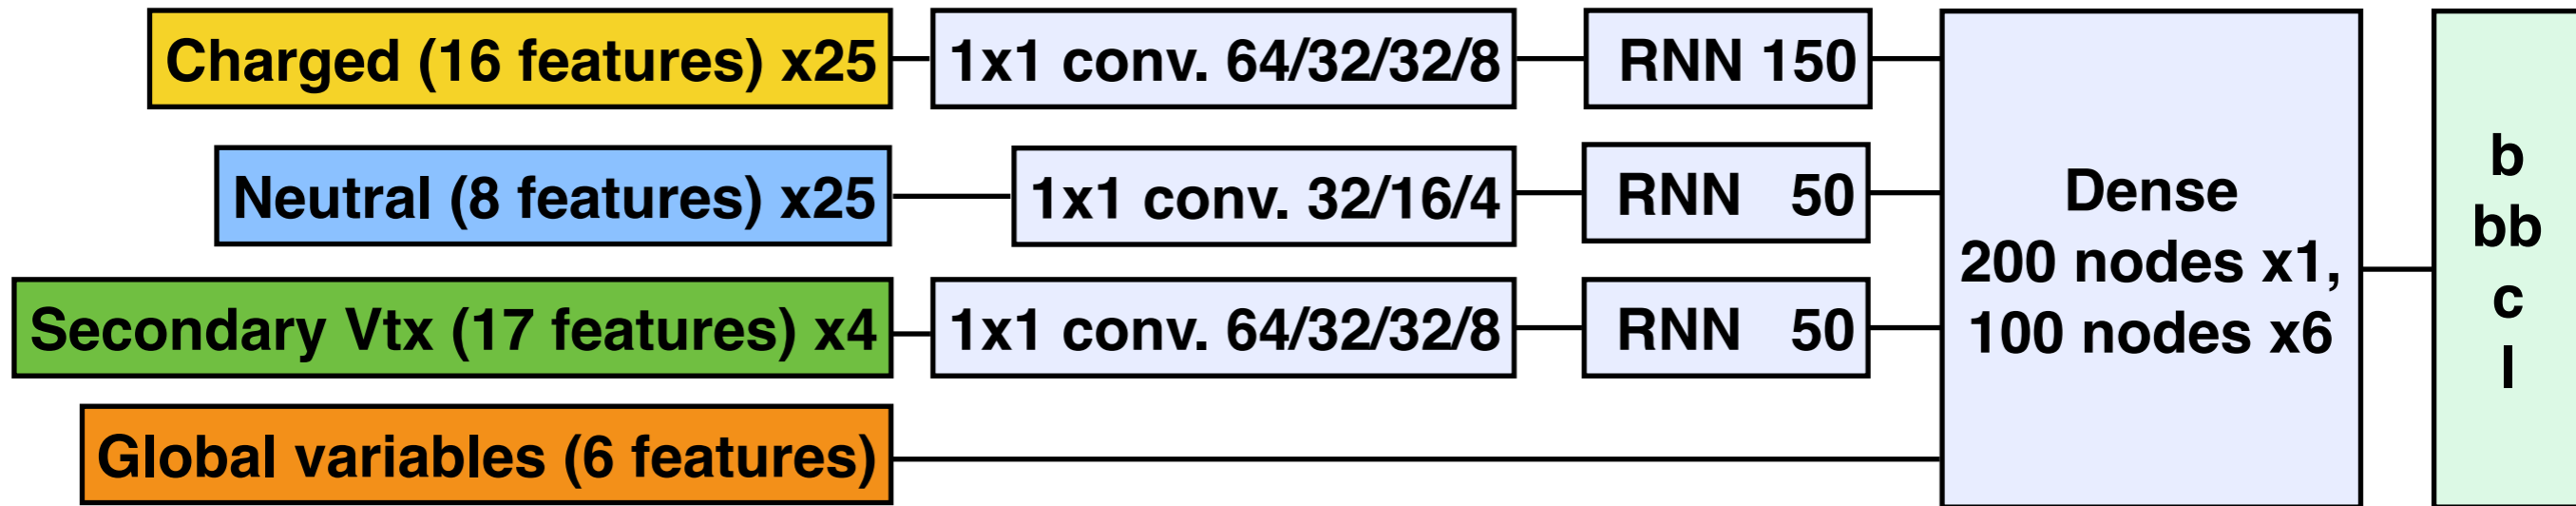 Charged (16 features) x25
1x1 conv. 64/32/32/8
RNN 150
Neutral (8 features) x25
1x1 conv. 32/16/4
RNN 50
Secondary Vtx (17 features) x4
1x1 conv. 64/32/32/8
RNN 50
Global variables (6 features)
Dense
200 nodes x1,
100 nodes x6
b
bb
c
l